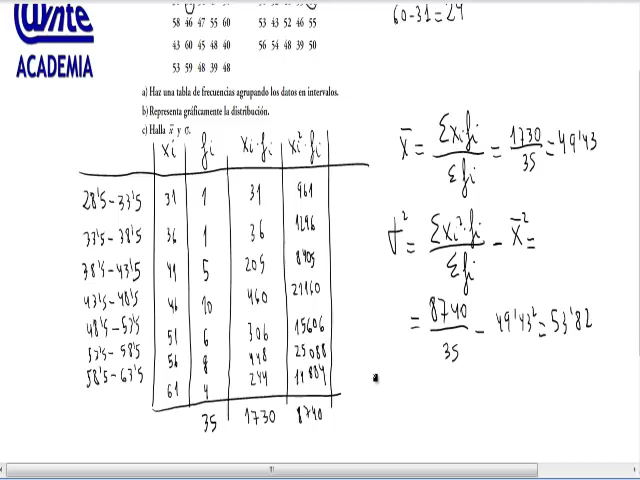 60-31=29
58 46 47 55 60 53 43 52 46 55
43 60 45 48 40 56 54 48 39 50
53 59 48 39 48
ACADEMIA
a) Haz una tabla de frecuencias agrupando los datos en intervalos.
b) Representa gráficamente la distribución.
c) Halla x̄ y σ.
xi fi xi·fi xi²·fi
28'5-33'5 31 1 31 961
33'5-38'5 36 1 36 1296
38'5-43'5 41 5 205 8405
43'5-48'5 46 10 460 21160
48'5-53'5 51 6 306 15606
53'5-58'5 56 8 448 25088
58'5-63'5 61 4 244 14884
35 1730 8740
x̄ = Σxifi / Σfi = 1730 / 35 = 49'43
σ² = Σxi²·fi / Σfi - x̄² =
= 8740 / 35 - 49'43² = 53'82